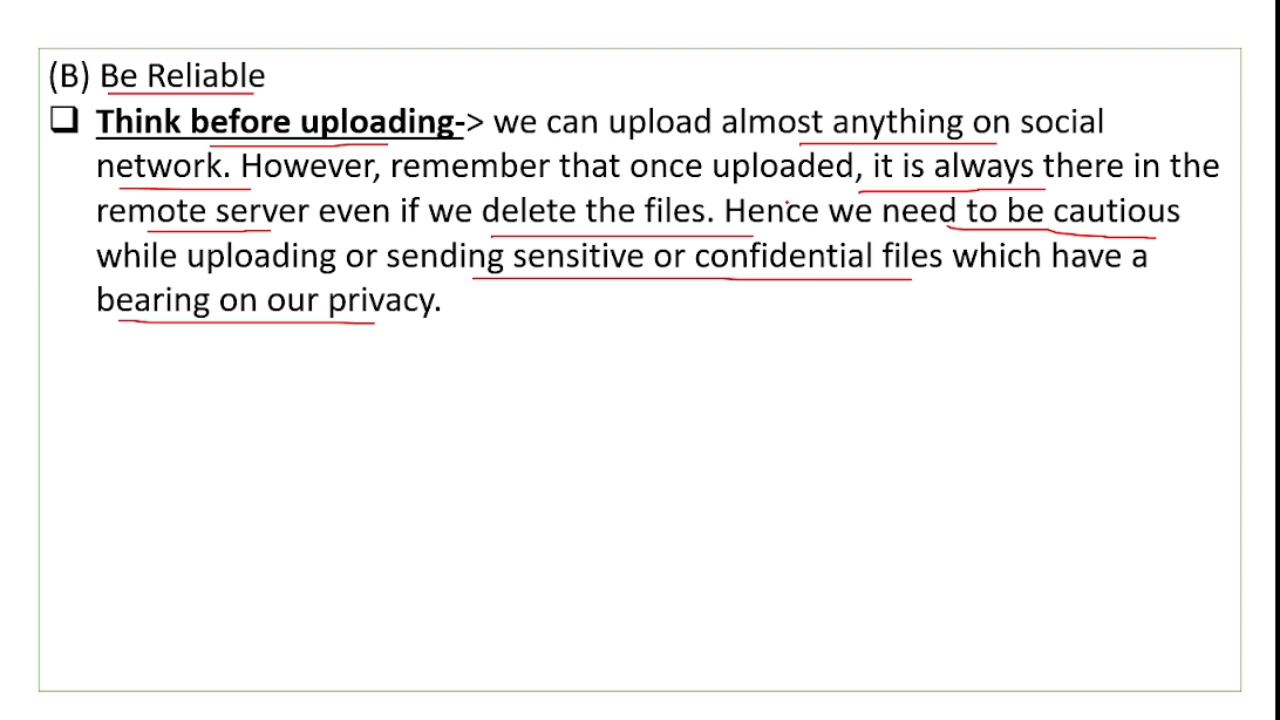 (B) Be Reliable
❑ Think before uploading-> we can upload almost anything on social
network. However, remember that once uploaded, it is always there in the
remote server even if we delete the files. Hence we need to be cautious
while uploading or sending sensitive or confidential files which have a
bearing on our privacy.